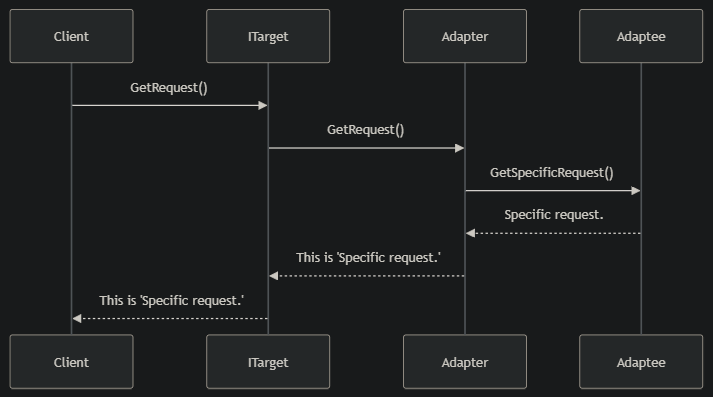 Client
ITarget
Adapter
Adaptee
GetRequest()
GetRequest()
GetSpecificRequest()
Specific request.
This is 'Specific request.'
This is 'Specific request.'
Client
ITarget
Adapter
Adaptee